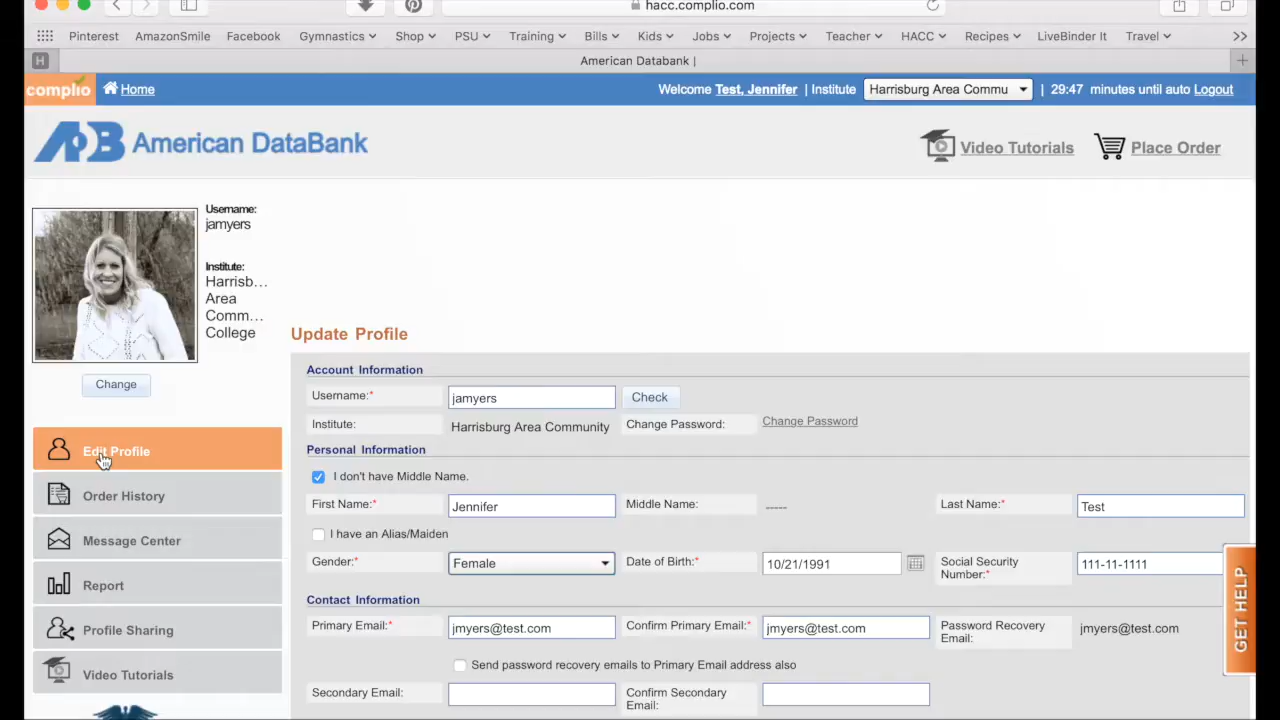 hacc.complio.com
Pinterest AmazonSmile Facebook Gymnastics Shop PSU Training Bills Kids Jobs Projects Teacher HACC Recipes LiveBinder It Travel >>
H American Databank |
complio Home Welcome Test, Jennifer | Institute Harrisburg Area Commu | 29:47 minutes until auto Logout
ADB American DataBank Video Tutorials Place Order
Username:
jamyers
Institute:
Harrisb...
Area
Comm...
College
Change
Edit Profile
Order History
Message Center
Report
Profile Sharing
Video Tutorials
Update Profile
Account Information
Username:* jamyers Check
Institute: Harrisburg Area Community Change Password: Change Password
Personal Information
I don't have Middle Name.
First Name:* Jennifer Middle Name: ----- Last Name:* Test
I have an Alias/Maiden
Gender:* Female Date of Birth:* 10/21/1991 Social Security
Number:* 111-11-1111
Contact Information
Primary Email:* jmyers@test.com Confirm Primary Email:* jmyers@test.com Password Recovery
Email: jmyers@test.com
Send password recovery emails to Primary Email address also
Secondary Email: Confirm Secondary
Email:
GET HELP